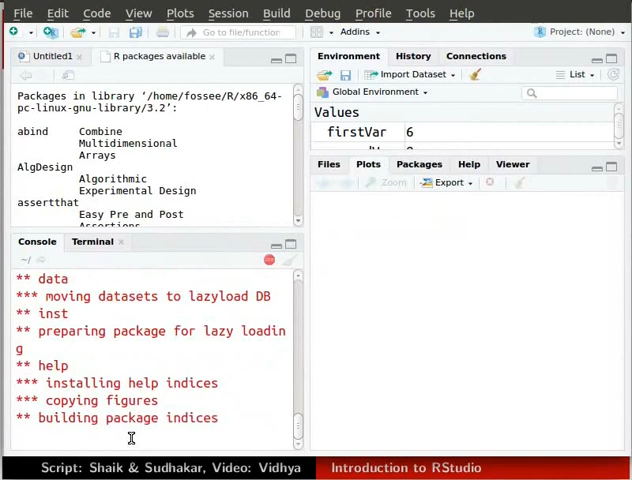 File Edit Code View Plots Session Build Debug Profile Tools Help
Go to file/function Addins Project: (None)
Untitled1 R packages available
Packages in library ‘/home/fossee/R/x86_64-
pc-linux-gnu-library/3.2’:
abind Combine
Multidimensional
Arrays
AlgDesign
Algorithmic
Experimental Design
assertthat
Easy Pre and Post
Assertions
Environment History Connections
Import Dataset List
Global Environment
Values
firstVar 6
Files Plots Packages Help Viewer
Zoom Export
Console Terminal
~/
** data
*** moving datasets to lazyload DB
** inst
** preparing package for lazy loadin
g
** help
*** installing help indices
*** copying figures
** building package indices
Script: Shaik & Sudhakar, Video: Vidhya Introduction to RStudio